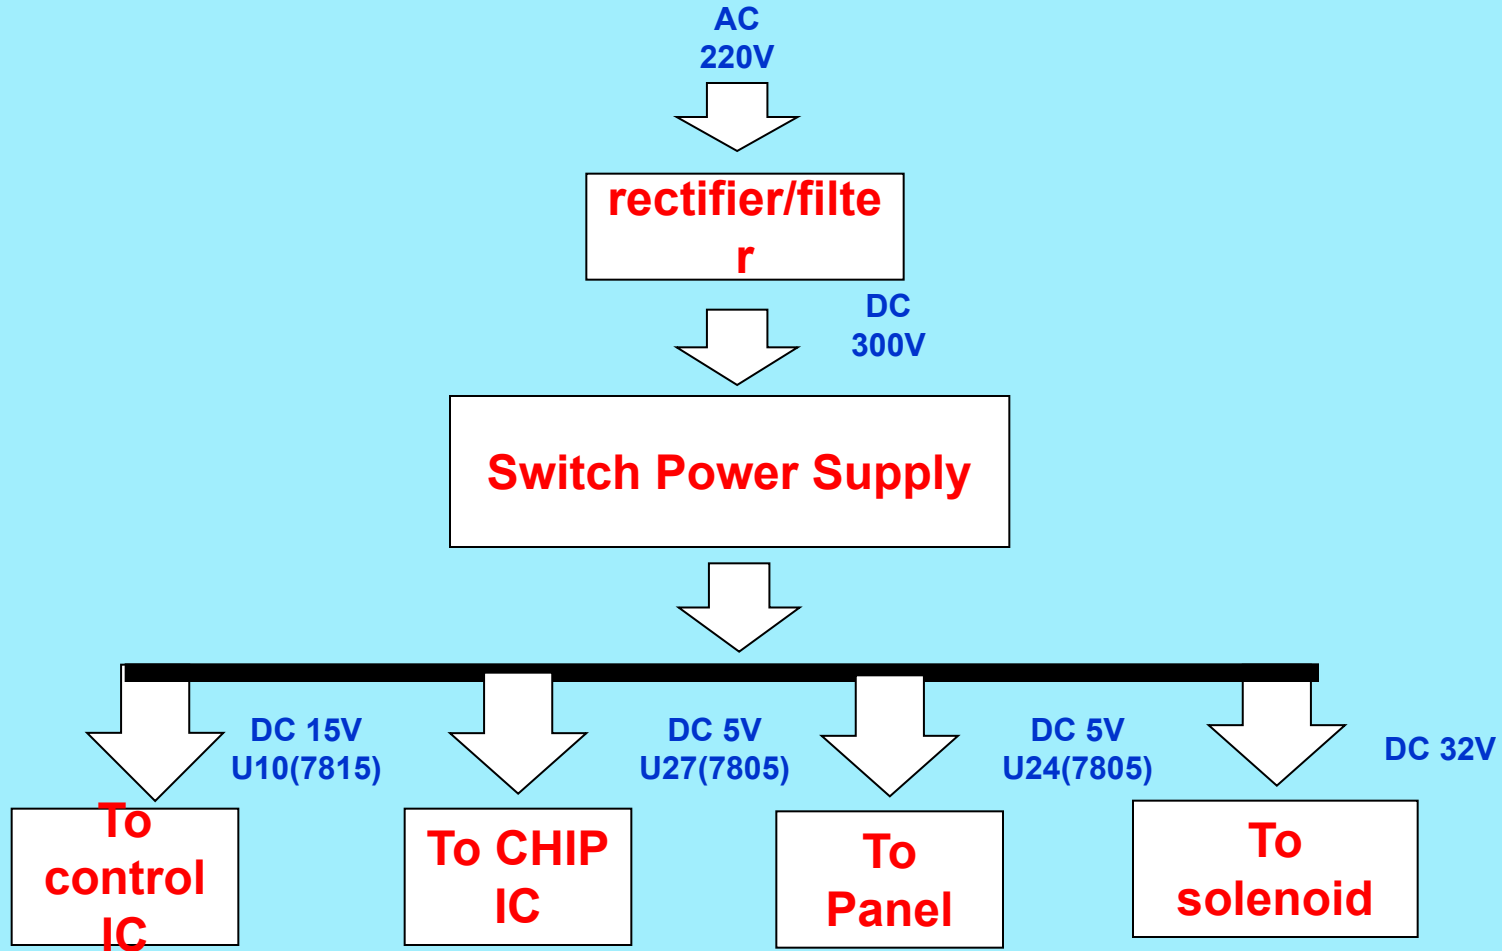 AC
220V
rectifier/filte
r
DC
300V
Switch Power Supply
DC 15V
U10(7815)
DC 5V
U27(7805)
DC 5V
U24(7805)
DC 32V
To
control
IC
To CHIP
IC
To
Panel
To
solenoid